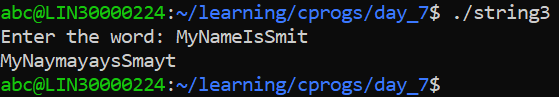 abc@LIN30000224:~/learning/cprogs/day_7$ ./string3
Enter the word: MyNameIsSmit
MyNaymayaysSmayt
abc@LIN30000224:~/learning/cprogs/day_7$